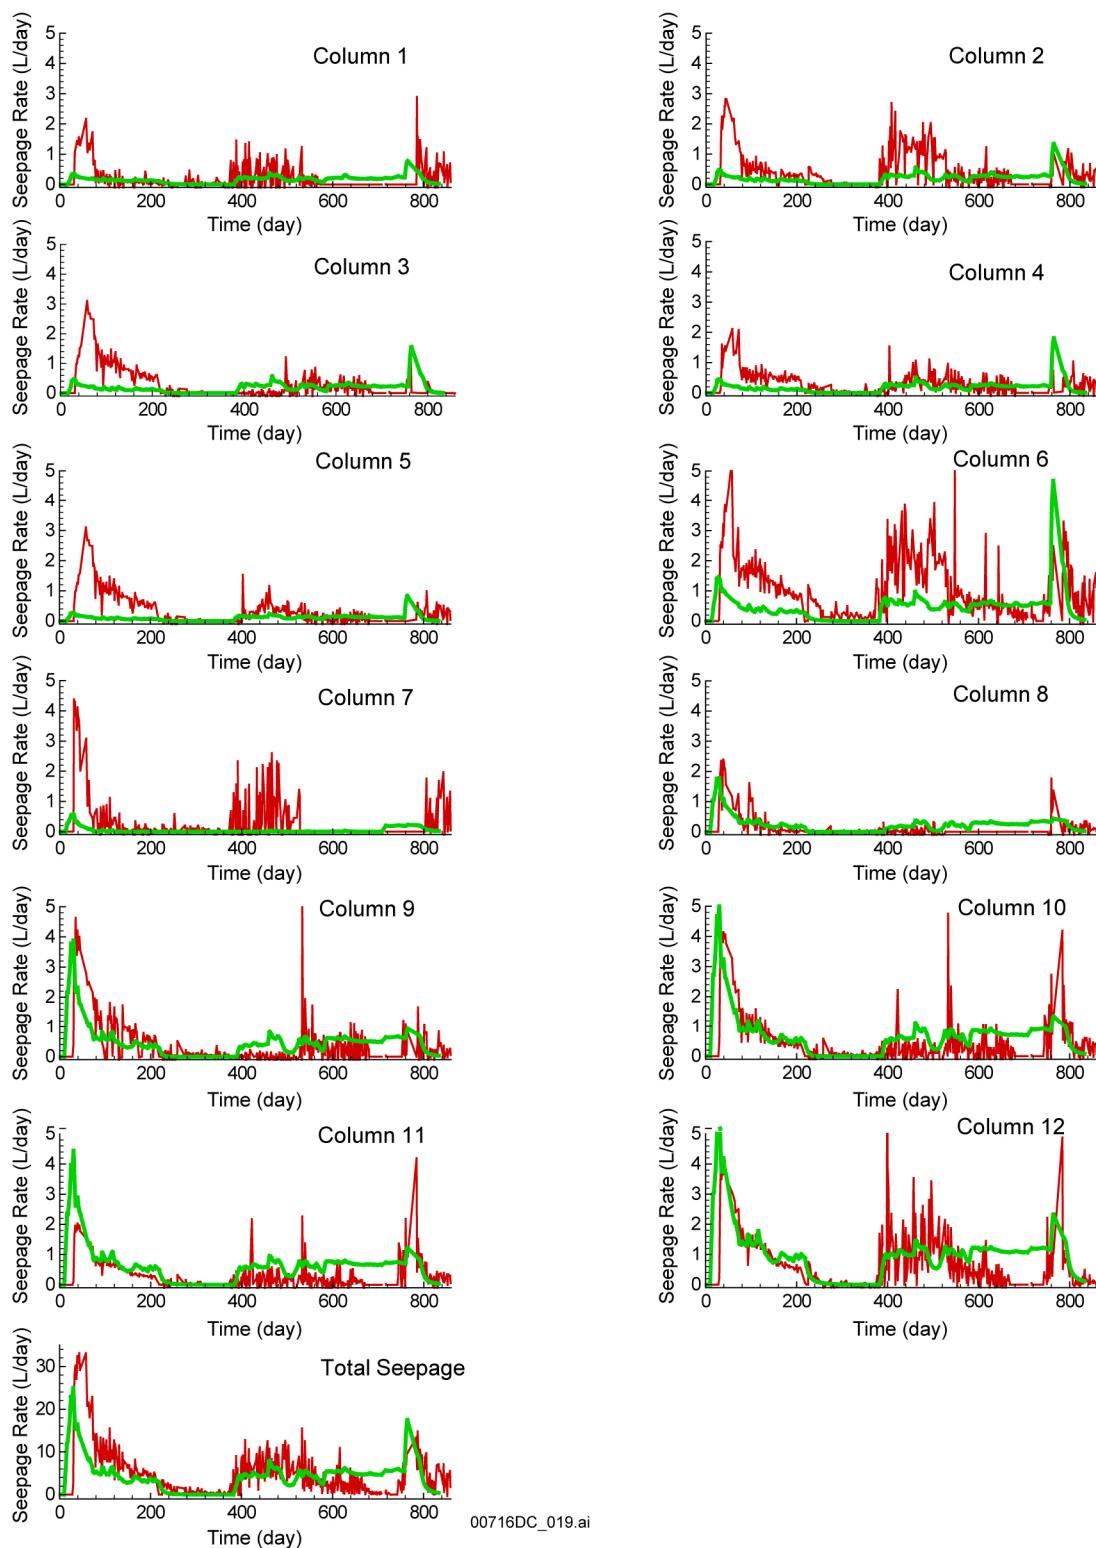 Column 1
Seepage Rate (L/day)
5
4
3
2
1
0
0 200 400 600 800
Time (day)
Column 2
Seepage Rate (L/day)
5
4
3
2
1
0
0 200 400 600 800
Time (day)
Column 3
Seepage Rate (L/day)
5
4
3
2
1
0
0 200 400 600 800
Time (day)
Column 4
Seepage Rate (L/day)
5
4
3
2
1
0
0 200 400 600 800
Time (day)
Column 5
Seepage Rate (L/day)
5
4
3
2
1
0
0 200 400 600 800
Time (day)
Column 6
Seepage Rate (L/day)
5
4
3
2
1
0
0 200 400 600 800
Time (day)
Column 7
Seepage Rate (L/day)
5
4
3
2
1
0
0 200 400 600 800
Time (day)
Column 8
Seepage Rate (L/day)
5
4
3
2
1
0
0 200 400 600 800
Time (day)
Column 9
Seepage Rate (L/day)
5
4
3
2
1
0
0 200 400 600 800
Time (day)
Column 10
Seepage Rate (L/day)
5
4
3
2
1
0
0 200 400 600 800
Time (day)
Column 11
Seepage Rate (L/day)
5
4
3
2
1
0
0 200 400 600 800
Time (day)
Column 12
Seepage Rate (L/day)
5
4
3
2
1
0
0 200 400 600 800
Time (day)
Total Seepage
Seepage Rate (L/day)
30
20
10
0
0 200 400 600 800
Time (day)
00716DC_019.ai